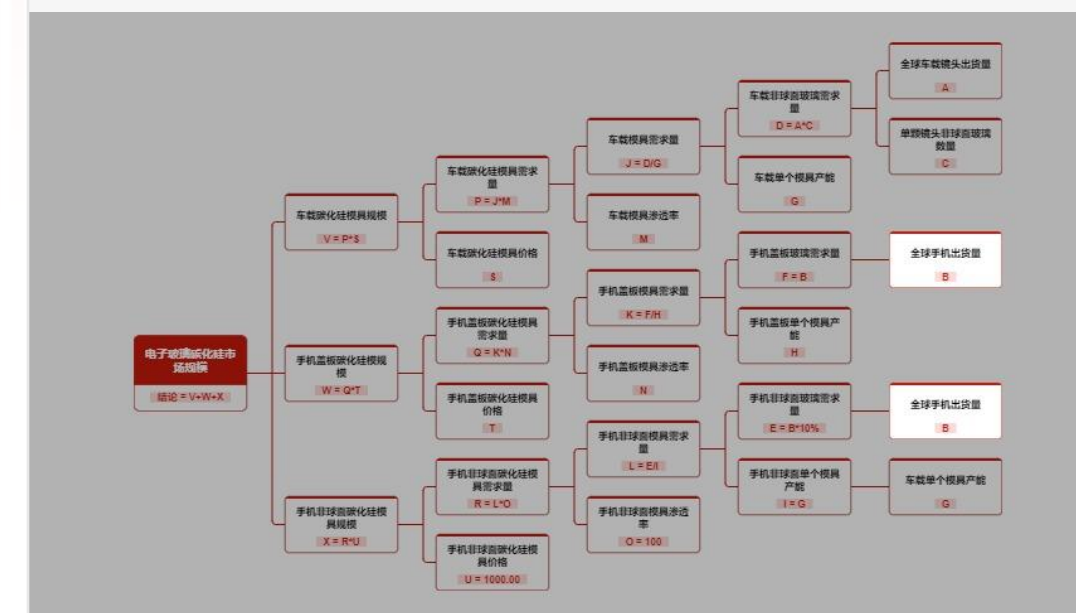 全球车载镜头出货量
A
车载非球面玻璃需求
量
D = A*C
单颗镜头非球面玻璃
数量
C
车载模具需求量
J = D/G
车载单个模具产能
G
车载碳化硅模具需求
量
P = J*M
车载模具渗透率
M
车载碳化硅模具规模
V = P*S
车载碳化硅模具价格
S
手机盖板玻璃需求量
F = B
全球手机出货量
B
手机盖板模具需求量
K = F/H
手机盖板单个模具产
能
H
手机盖板碳化硅模具
需求量
Q = K*N
手机盖板模具渗透率
N
电子玻璃碳化硅市
场规模
结论 = V+W+X
手机盖板碳化硅模规
模
W = Q*T
手机盖板碳化硅模具
价格
T
手机非球面玻璃需求
量
E = B*10%
全球手机出货量
B
手机非球面模具需求
量
L = E/I
手机非球面单个模具
产能
I = G
车载单个模具产能
G
手机非球面碳化硅模
具需求量
R = L*O
手机非球面模具渗透
率
O = 100
手机非球面碳化硅模
具规模
X = R*U
手机非球面碳化硅模
具价格
U = 1000.00